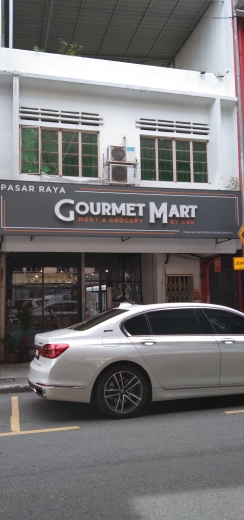 PASAR RAYA
GOURMET MART
MEAT & GROCERY BY CGK